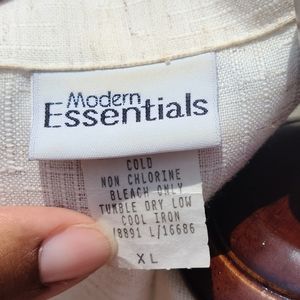 Modern
Essentials
COLD
NON CHLORINE
BLEACH ONLY
TUMBLE DRY LOW
COOL IRON
/8891 L/16686
XL